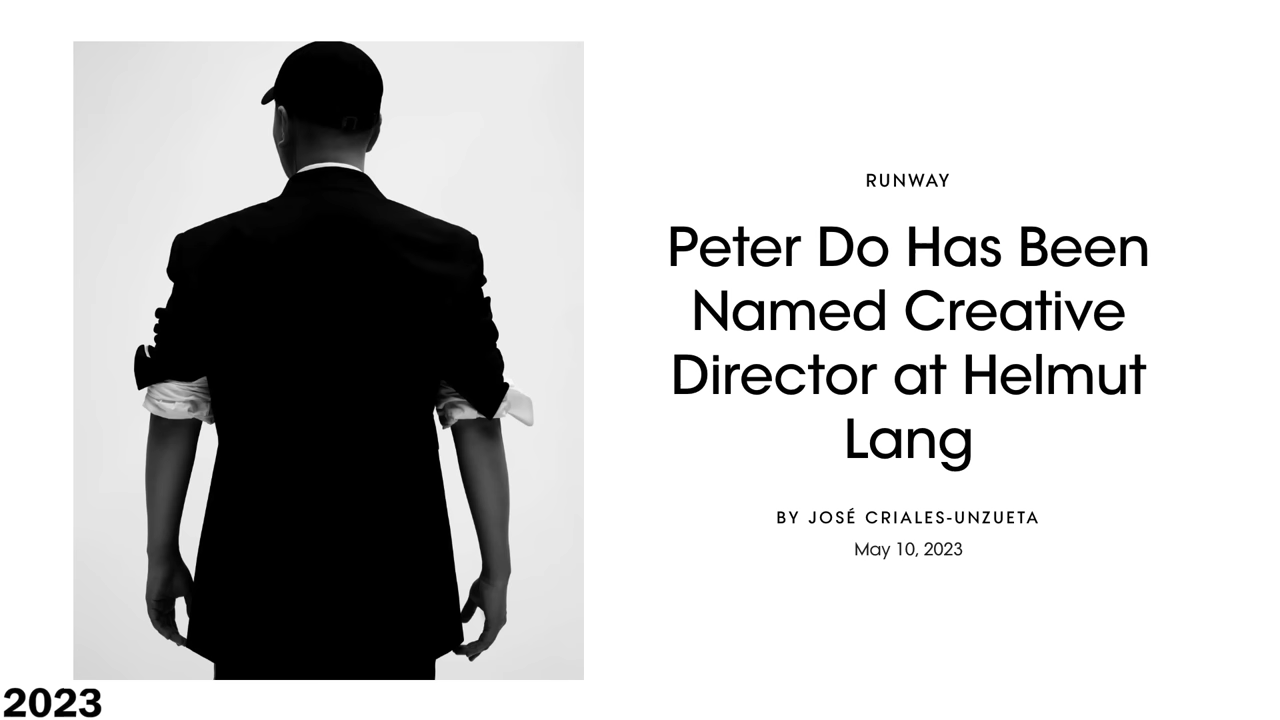 RUNWAY
Peter Do Has Been
Named Creative
Director at Helmut
Lang
BY JOSÉ CRIALES-UNZUETA
May 10, 2023
2023